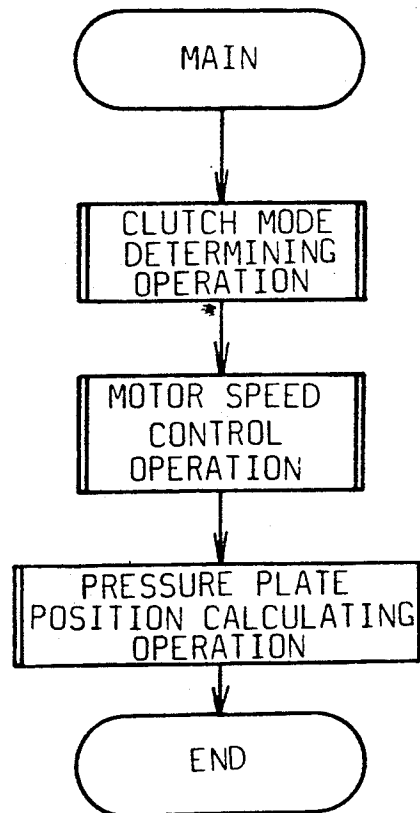 MAIN
CLUTCH MODE
DETERMINING
OPERATION
MOTOR SPEED
CONTROL
OPERATION
PRESSURE PLATE
POSITION CALCULATING
OPERATION
END